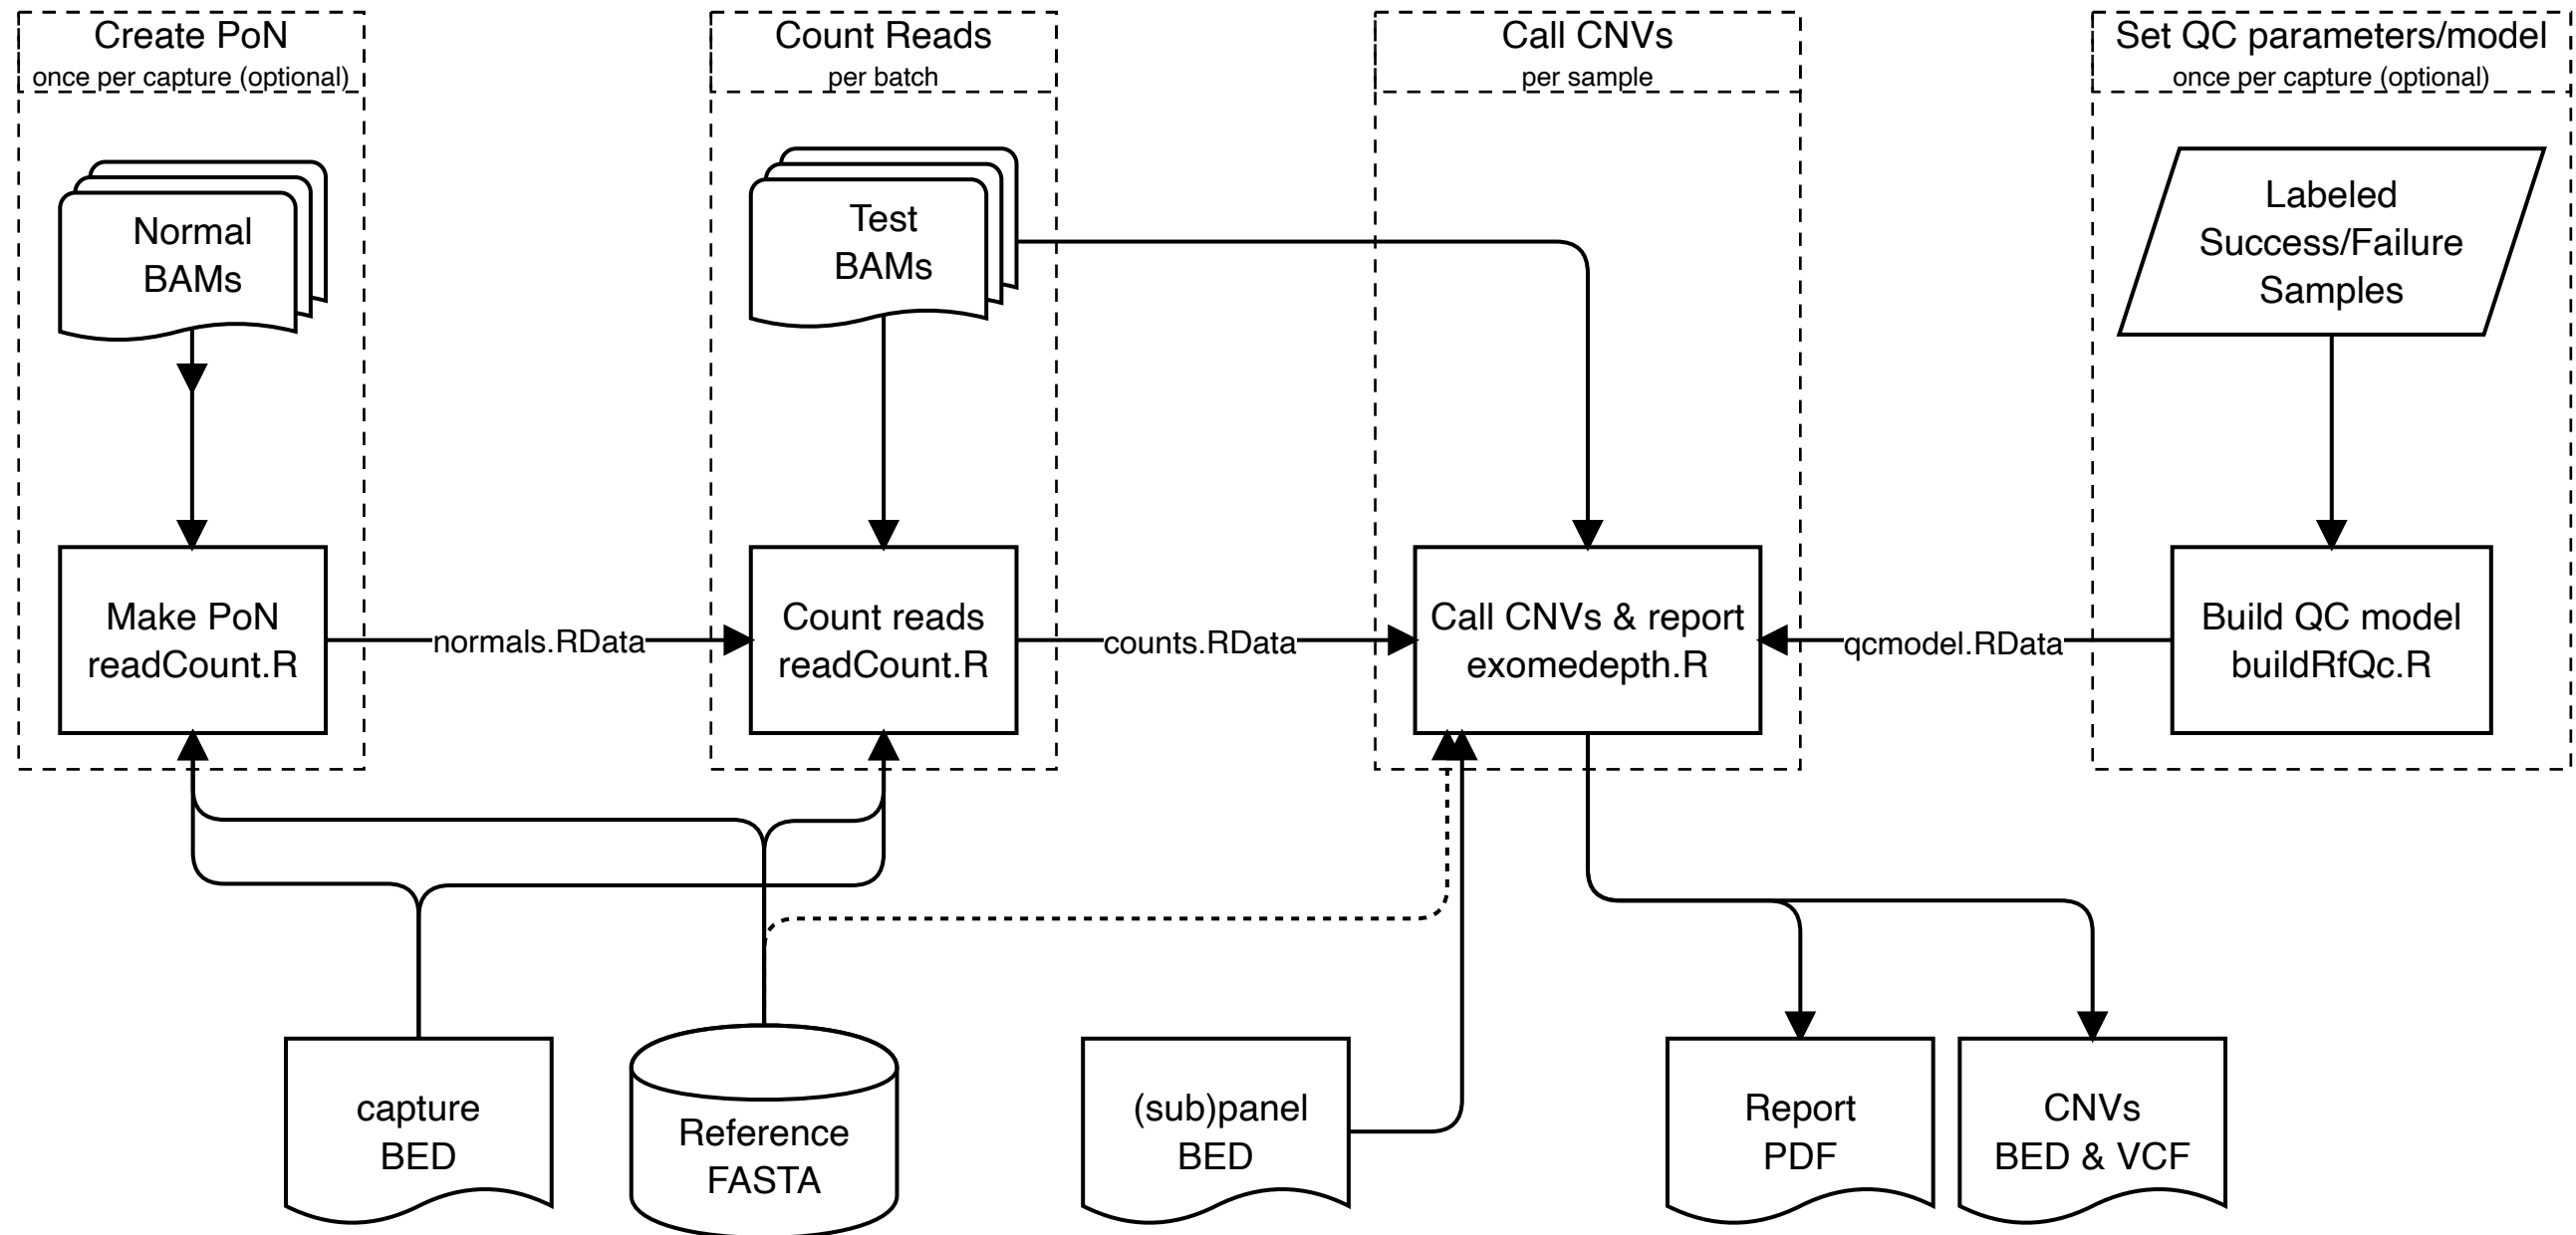 Create PoN
once per capture (optional)
Count Reads
per batch
Call CNVs
per sample
Set QC parameters/model
once per capture (optional)
Normal
BAMs
Test
BAMs
Labeled
Success/Failure
Samples
Make PoN
readCount.R
normals.RData
Count reads
readCount.R
counts.RData
Call CNVs & report
exomedepth.R
qcmodel.RData
Build QC model
buildRfQc.R
capture
BED
Reference
FASTA
(sub)panel
BED
Report
PDF
CNVs
BED & VCF